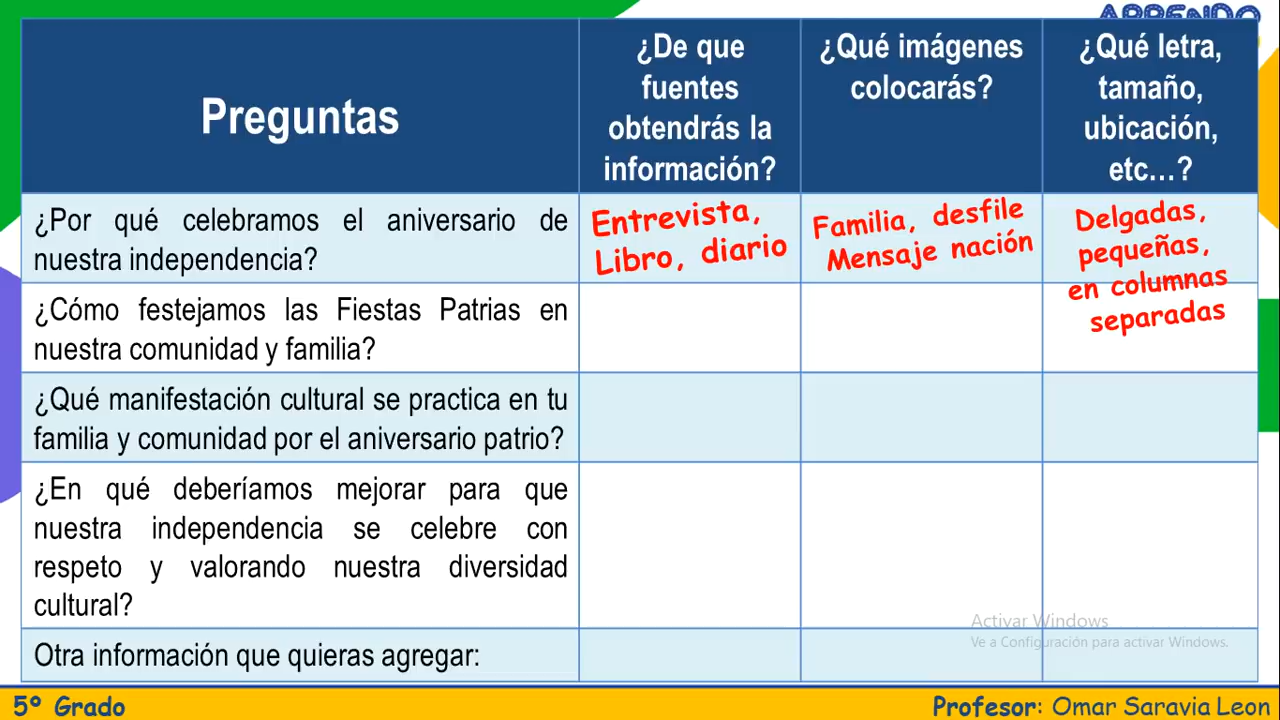 APRENDO
Preguntas
¿De que
fuentes
obtendrás la
información?
¿Qué imágenes
colocarás?
¿Qué letra,
tamaño,
ubicación,
etc…?
¿Por qué celebramos el aniversario de
nuestra independencia?
Entrevista,
Libro, diario
Familia, desfile
Mensaje nación
Delgadas,
pequeñas,
en columnas
separadas
¿Cómo festejamos las Fiestas Patrias en
nuestra comunidad y familia?
¿Qué manifestación cultural se practica en tu
familia y comunidad por el aniversario patrio?
¿En qué deberíamos mejorar para que
nuestra independencia se celebre con
respeto y valorando nuestra diversidad
cultural?
Otra información que quieras agregar:
Activar Windows
Ve a Configuración para activar Windows.
5º Grado
Profesor: Omar Saravia Leon